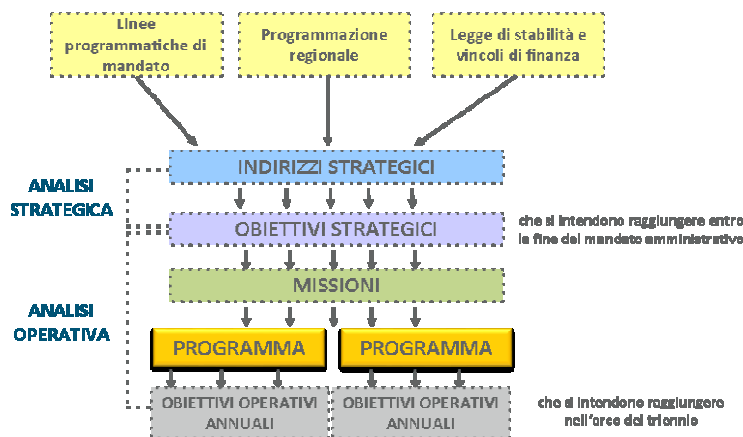 Linee
programmatiche di
mandato
Programmazione
regionale
Legge di stabilità e
vincoli di finanza
INDIRIZZI STRATEGICI
ANALISI
STRATEGICA
OBIETTIVI STRATEGICI
che si intendono raggiungere entro
la fine del mandato amministrativo
MISSIONI
ANALISI
OPERATIVA
PROGRAMMA
PROGRAMMA
OBIETTIVI OPERATIVI
ANNUALI
OBIETTIVI OPERATIVI
ANNUALI
che si intendono raggiungere
nell'arco del triennio